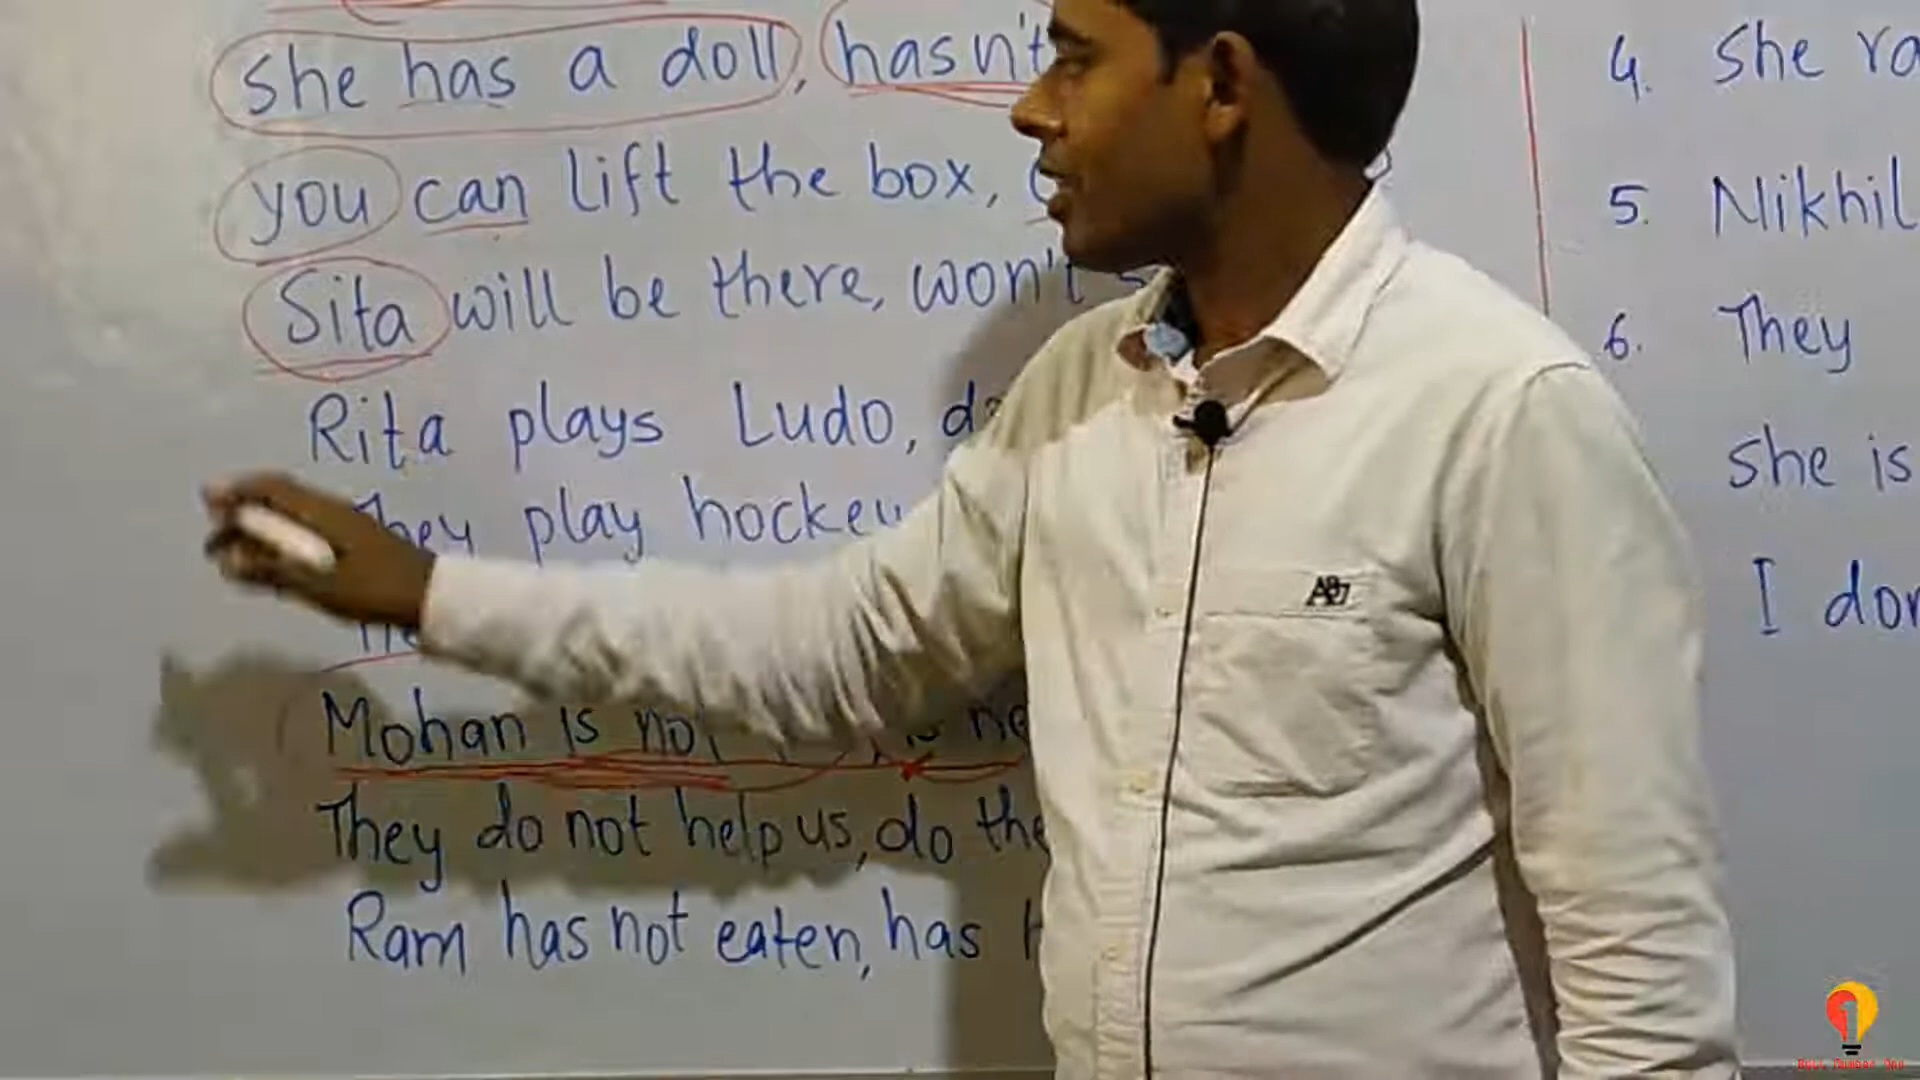 she has a doll, hasn't
you can lift the box,
Sita will be there, won't
Rita plays Ludo,
They play hockey
Mohan is not
They do not help us, do
Ram has not eaten, has
4. She
5. Nikhil
6. They
She is
I